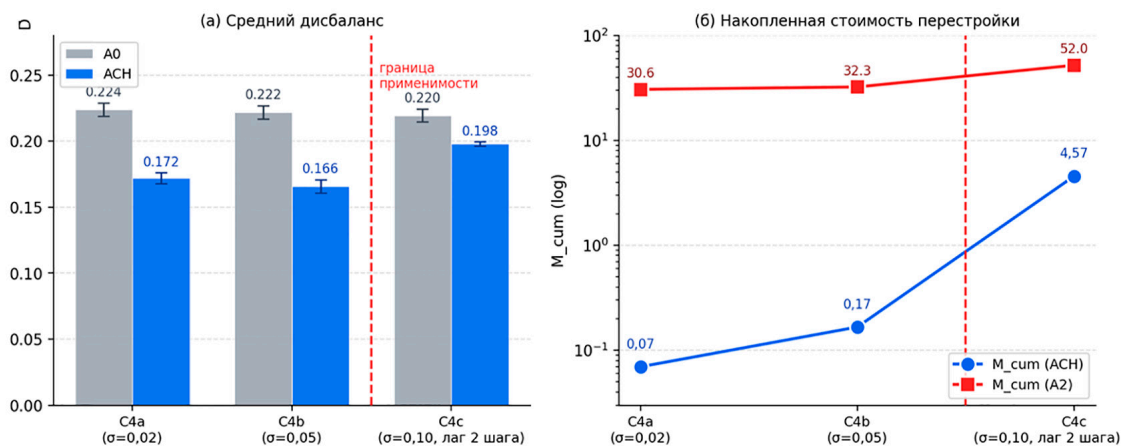 (а) Средний дисбаланс
D
A0
ACH
0.25
0.20
0.15
0.10
0.05
0.00
0.224
0.172
0.222
0.166
0.220
0.198
граница
применимости
C4a
(σ=0,02)
C4b
(σ=0,05)
C4c
(σ=0,10, лаг 2 шага)
(б) Накопленная стоимость перестройки
M_cum (log)
10²
10¹
10⁰
10⁻¹
30.6
32.3
52.0
0,07
0,17
4,57
M_cum (ACH)
M_cum (A2)
C4a
(σ=0,02)
C4b
(σ=0,05)
C4c
(σ=0,10, лаг 2 шага)